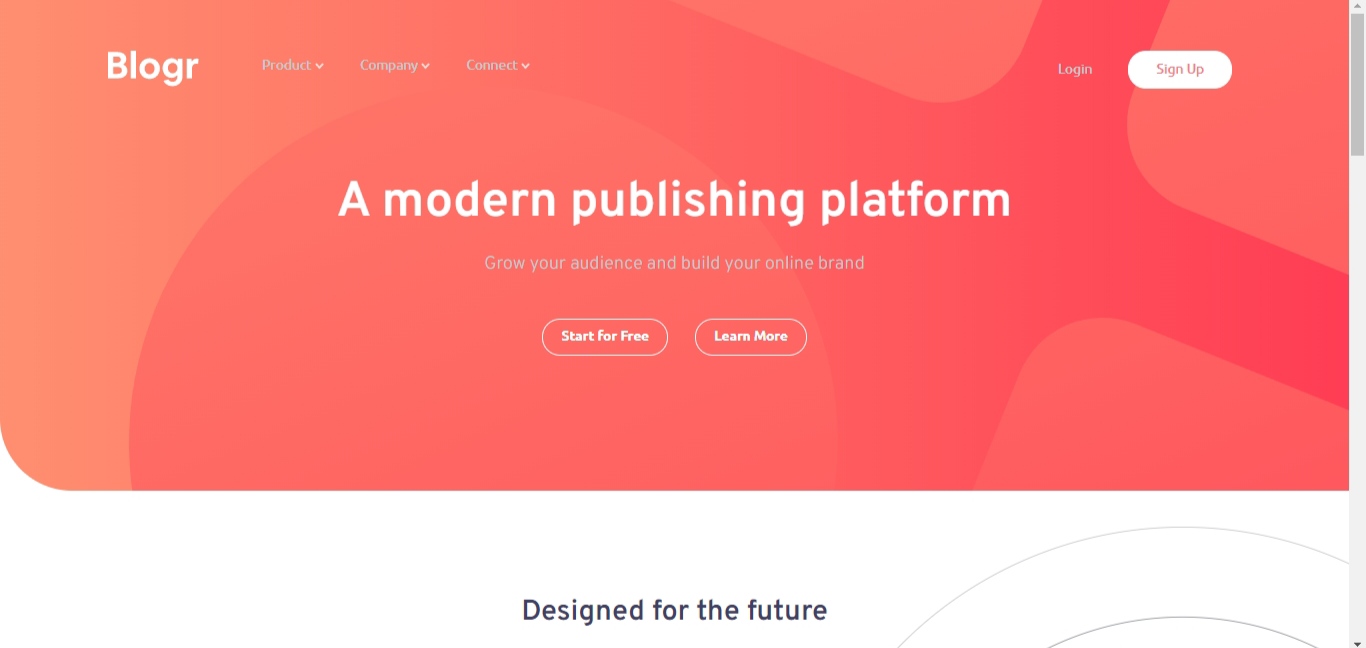 Blogr Product Company Connect Login Sign Up
A modern publishing platform
Grow your audience and build your online brand
Start for Free Learn More
Designed for the future